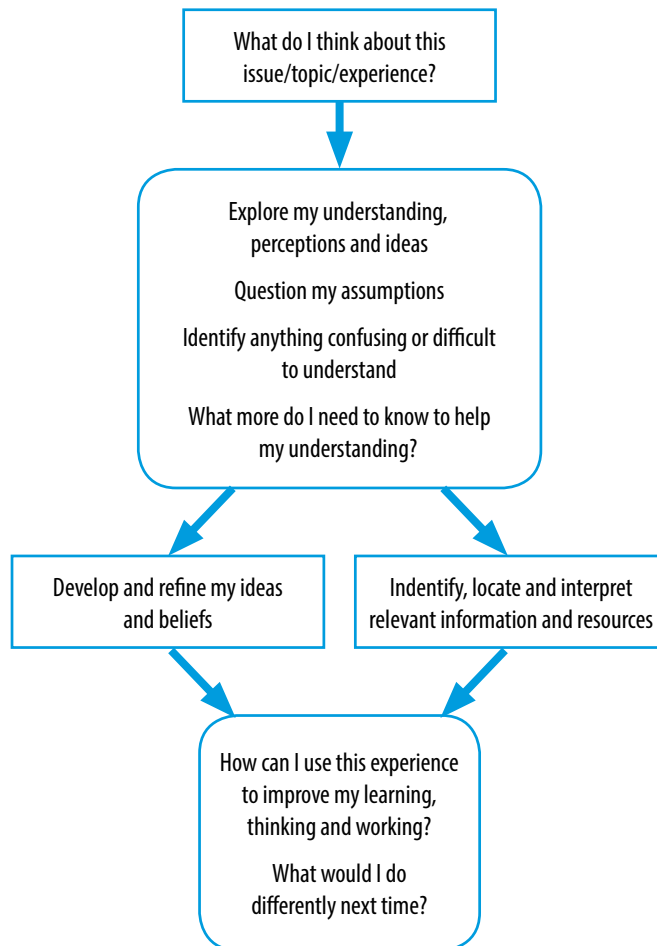 What do I think about this
issue/topic/experience?
Explore my understanding,
perceptions and ideas
Question my assumptions
Identify anything confusing or difficult
to understand
What more do I need to know to help
my understanding?
Develop and refine my ideas
and beliefs
Indentify, locate and interpret
relevant information and resources
How can I use this experience
to improve my learning,
thinking and working?
What would I do
differently next time?